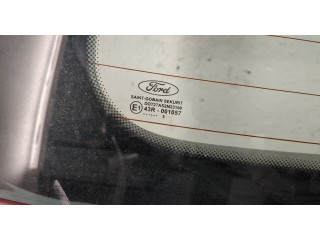 Ford
SAINT-GOBAIN SEKURIT
E1 43R - 001057